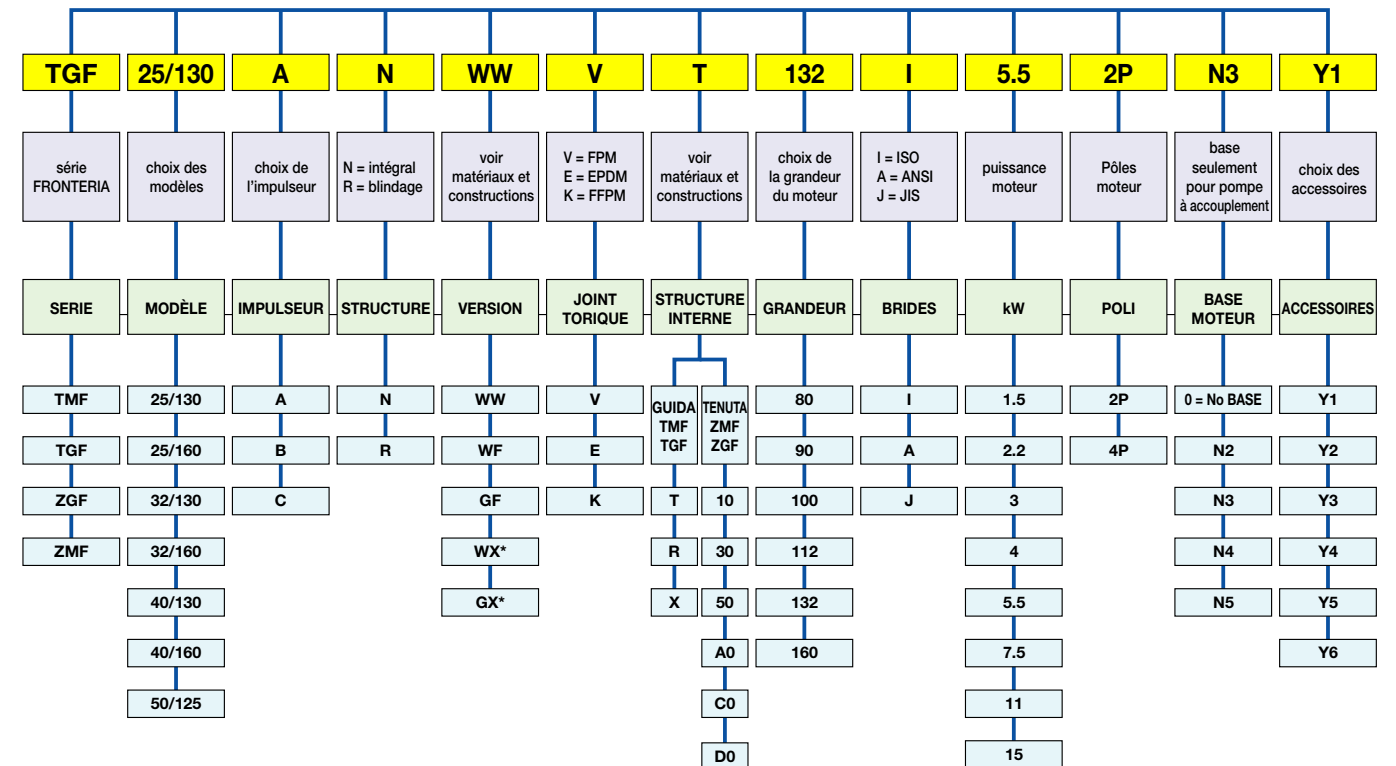 TGF 25/130 A N WW V T 132 I 5.5 2P N3 Y1
série
FRONTERIA
choix des
modèles
choix de
l'impulseur
N = intégral
R = blindage
voir
matériaux et
constructions
V = FPM
E = EPDM
K = FFPM
voir
matériaux et
constructions
choix de
la grandeur
du moteur
I = ISO
A = ANSI
J = JIS
puissance
moteur
Pôles
moteur
base
seulement
pour pompe
à accouplement
choix des
accessoires
SERIE
MODÈLE
IMPULSEUR
STRUCTURE
VERSION
JOINT
TORIQUE
STRUCTURE
INTERNE
GRANDEUR
BRIDES
kW
POLI
BASE
MOTEUR
ACCESSOIRES
TMF
TGF
ZGF
ZMF
25/130
25/160
32/130
32/160
40/130
40/160
50/125
A
B
C
N
R
WW
WF
GF
WX*
GX*
V
E
K
GUIDA
TMF
TGF
T
R
X
TENUTA
ZMF
ZGF
10
30
50
A0
C0
D0
80
90
100
112
132
160
I
A
J
1.5
2.2
3
4
5.5
7.5
11
15
2P
4P
0 = No BASE
N2
N3
N4
N5
Y1
Y2
Y3
Y4
Y5
Y6